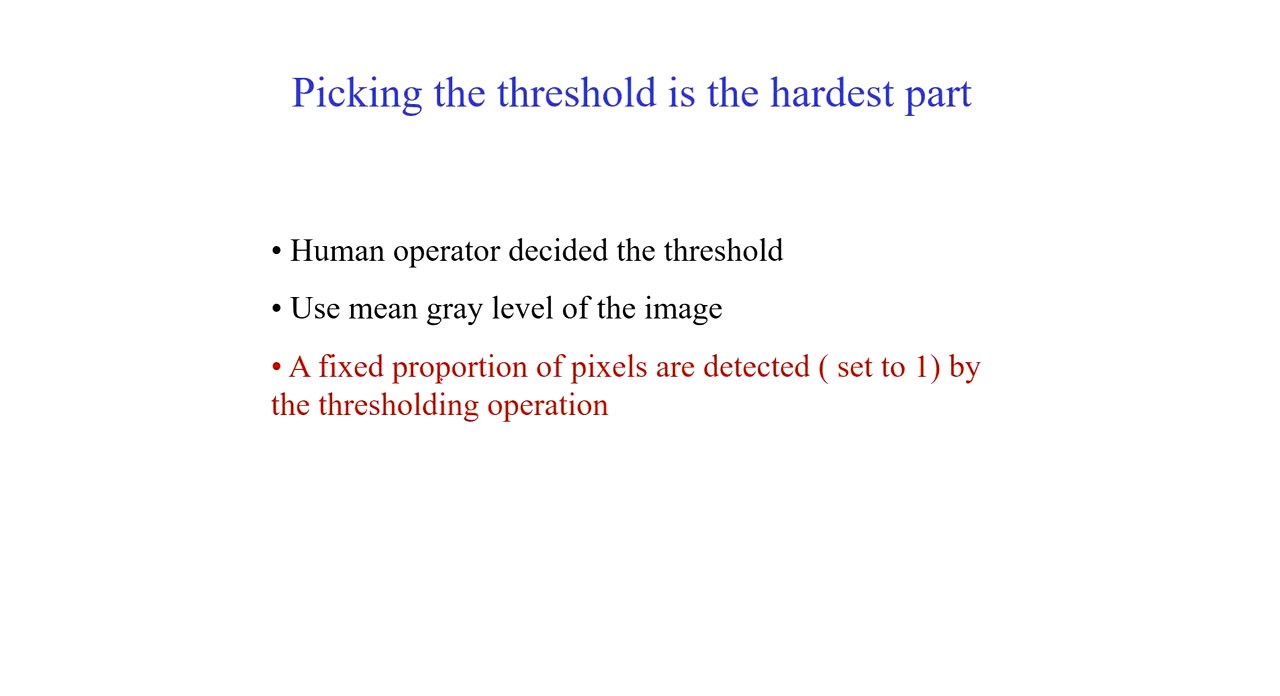 Picking the threshold is the hardest part
• Human operator decided the threshold
• Use mean gray level of the image
• A fixed proportion of pixels are detected ( set to 1) by
the thresholding operation